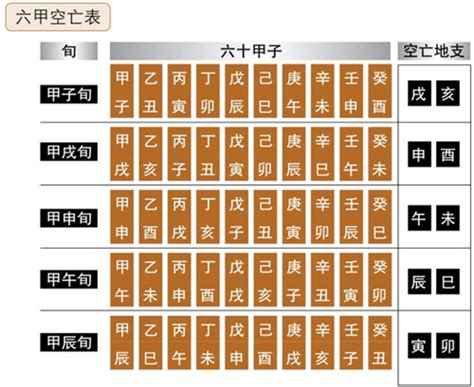 六甲空亡表
旬 六十甲子 空亡地支
甲 乙 丙 丁 戊 己 庚 辛 壬 癸
甲子旬 戌 亥
子 丑 寅 卯 辰 巳 午 未 申 酉
甲 乙 丙 丁 戊 己 庚 辛 壬 癸
甲戌旬 申 酉
戌 亥 子 丑 寅 卯 辰 巳 午 未
甲 乙 丙 丁 戊 己 庚 辛 壬 癸
甲申旬 午 未
申 酉 戌 亥 子 丑 寅 卯 辰 巳
甲 乙 丙 丁 戊 己 庚 辛 壬 癸
甲午旬 辰 巳
午 未 申 酉 戌 亥 子 丑 寅 卯
甲 乙 丙 丁 戊 己 庚 辛 壬 癸
甲辰旬 寅 卯
辰 巳 午 未 申 酉 戌 亥 子 丑